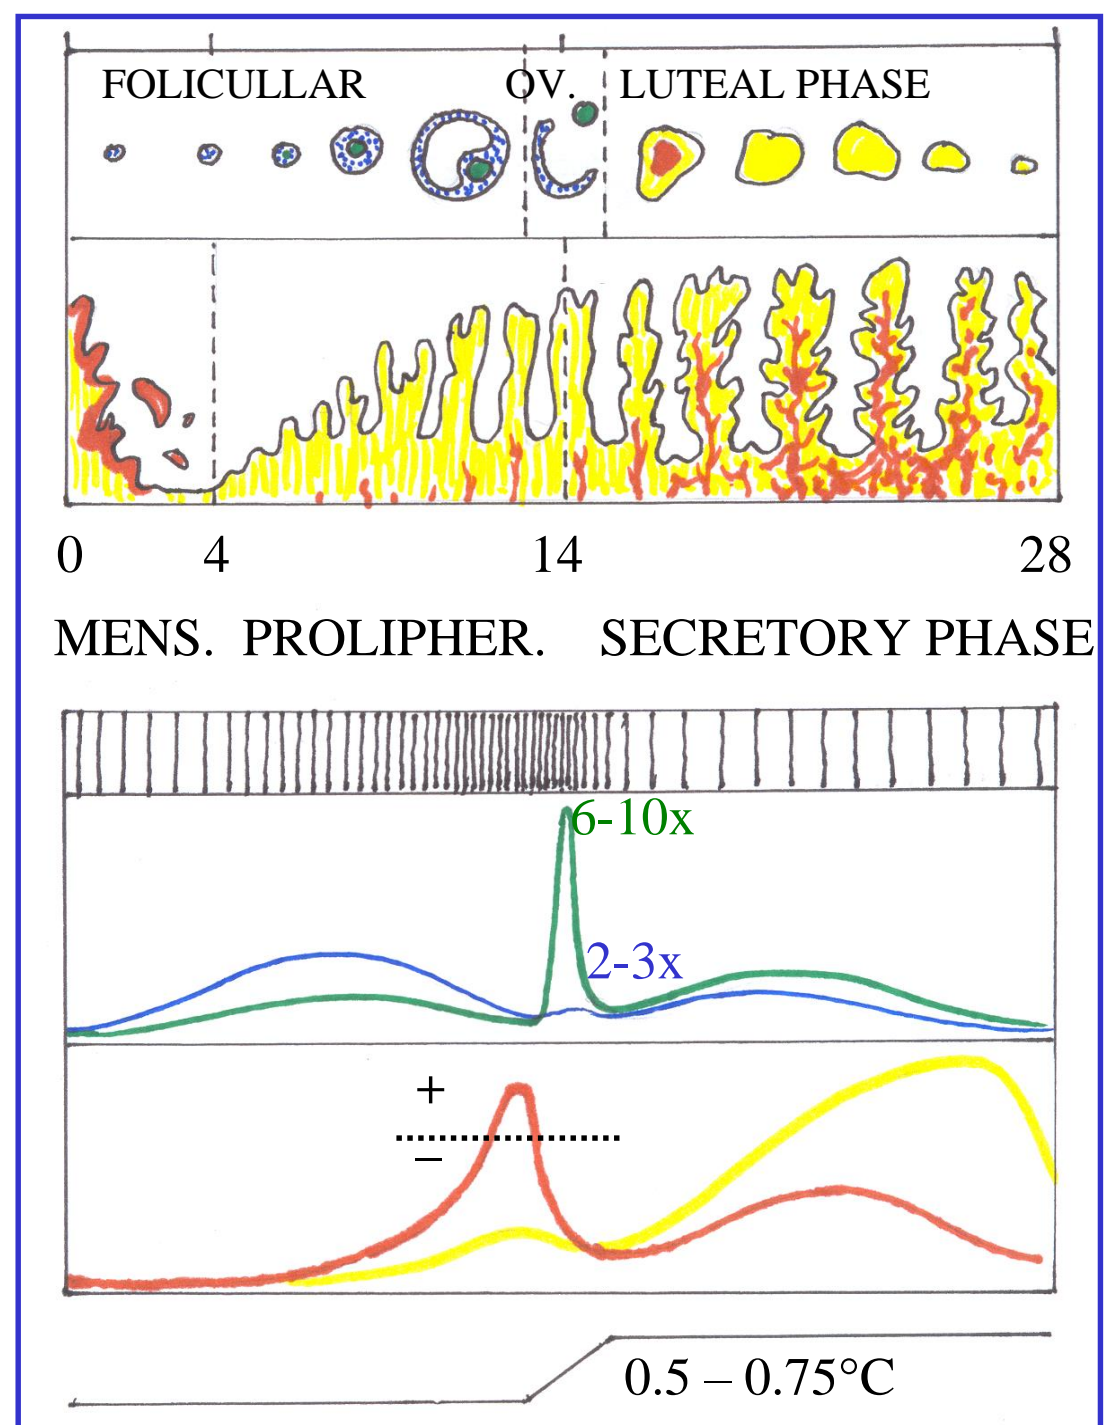 FOLICULLAR OV. LUTEAL PHASE
0 4 14 28
MENS. PROLIPHER. SECRETORY PHASE
6-10x
2-3x
+
–
0.5 – 0.75°C